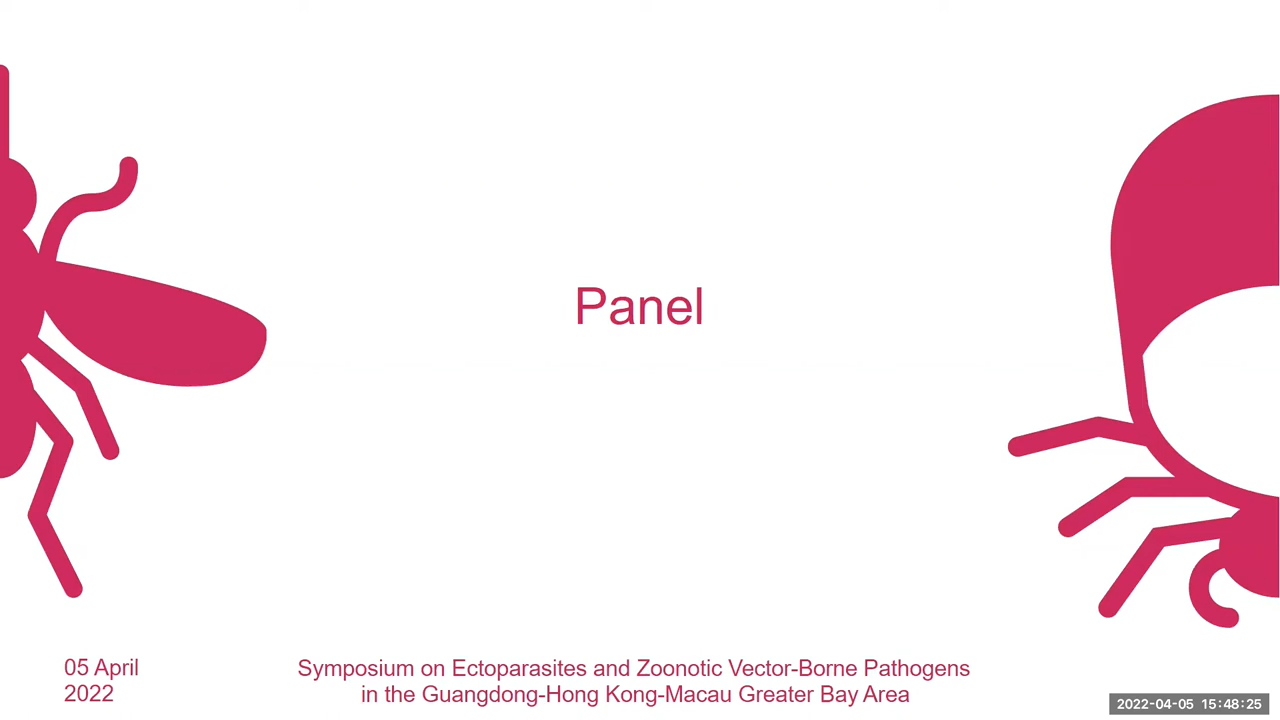 Panel
05 April
2022
Symposium on Ectoparasites and Zoonotic Vector-Borne Pathogens
in the Guangdong-Hong Kong-Macau Greater Bay Area
2022-04-05 15:48:25